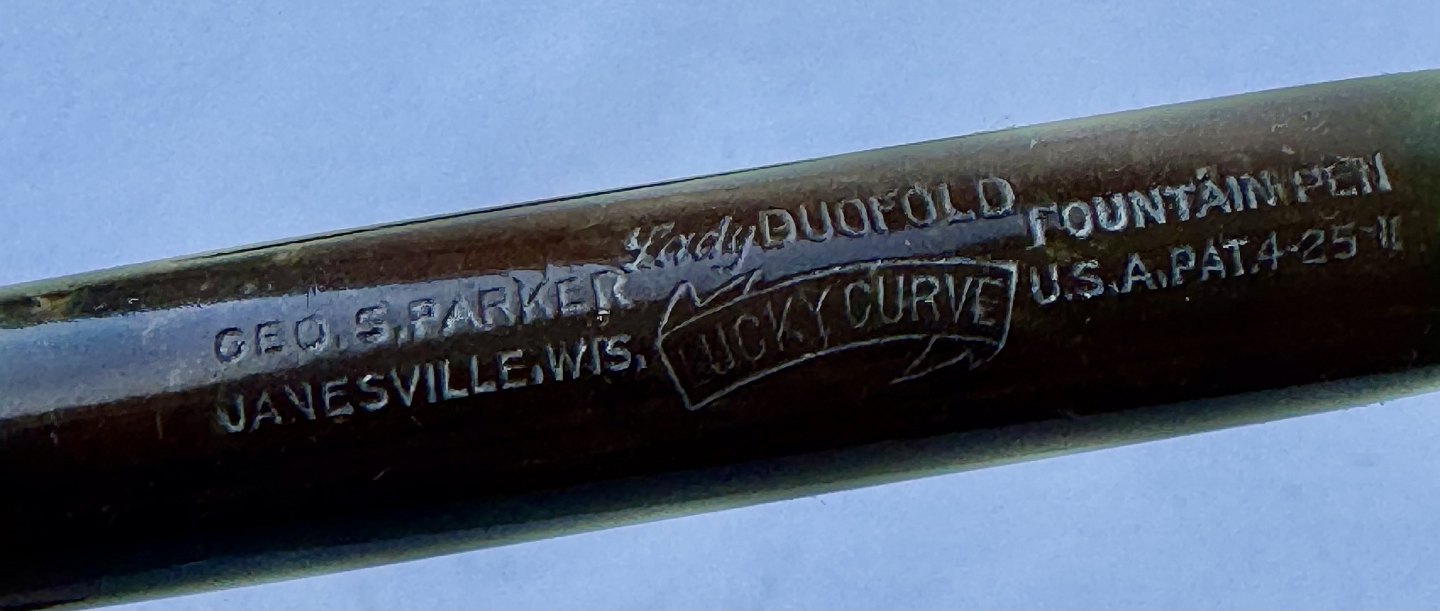 GEO. S. PARKER Lady DUOFOLD FOUNTAIN PEN
JANESVILLE, WIS. LUCKY CURVE U.S.A. PAT. 4-25-11